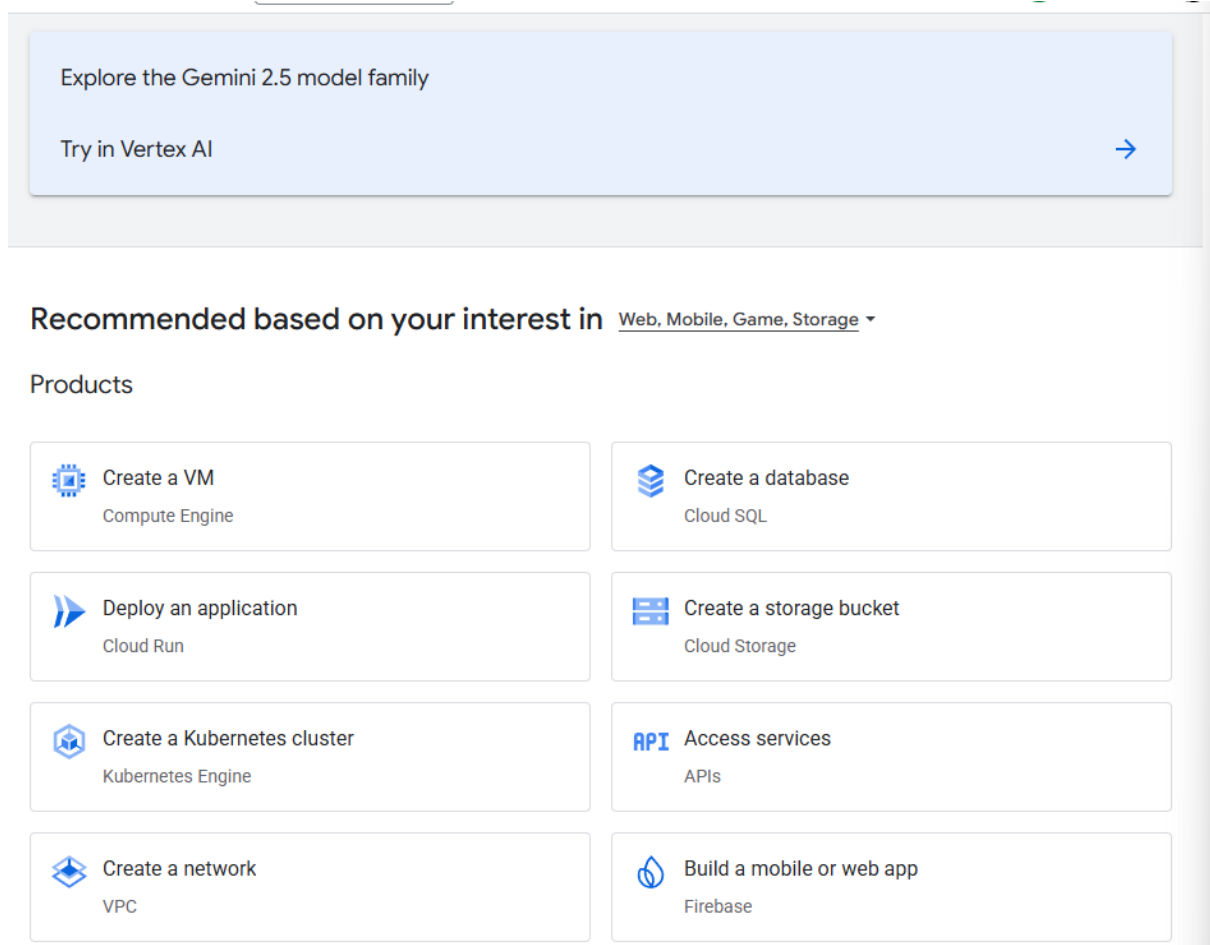 Explore the Gemini 2.5 model family
Try in Vertex AI
Recommended based on your interest in Web, Mobile, Game, Storage
Products
Create a VM
Compute Engine
Create a database
Cloud SQL
Deploy an application
Cloud Run
Create a storage bucket
Cloud Storage
Create a Kubernetes cluster
Kubernetes Engine
API
Access services
APIs
Create a network
VPC
Build a mobile or web app
Firebase